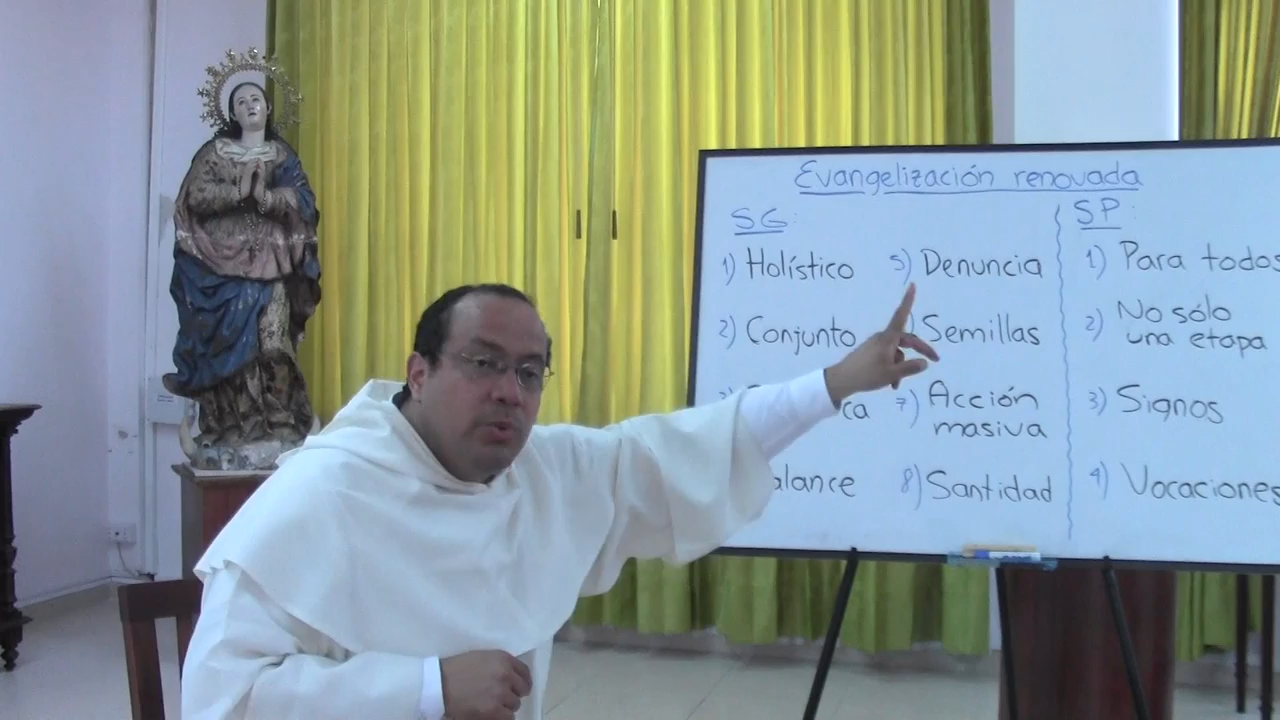 Evangelización renovada
SG:
1) Holístico
2) Conjunto
5) Denuncia
Semillas
7) Acción
masiva
8) Santidad
SP:
1) Para todos
2) No sólo
una etapa
3) Signos
4) Vocaciones